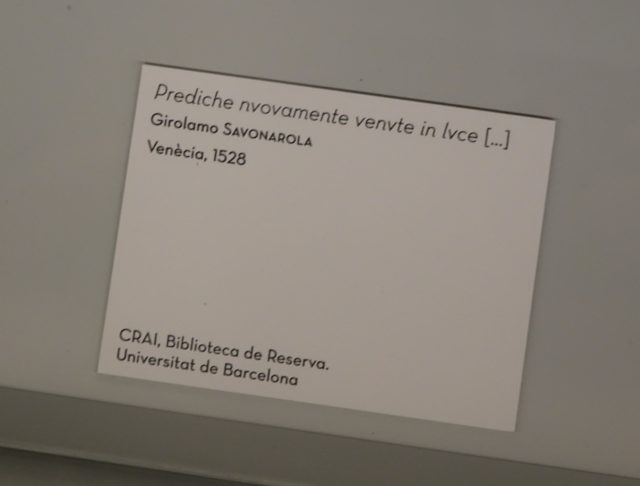 Prediche nvovamente venvte in lvce [...]
Girolamo SAVONAROLA
Venècia, 1528
CRAI, Biblioteca de Reserva.
Universitat de Barcelona